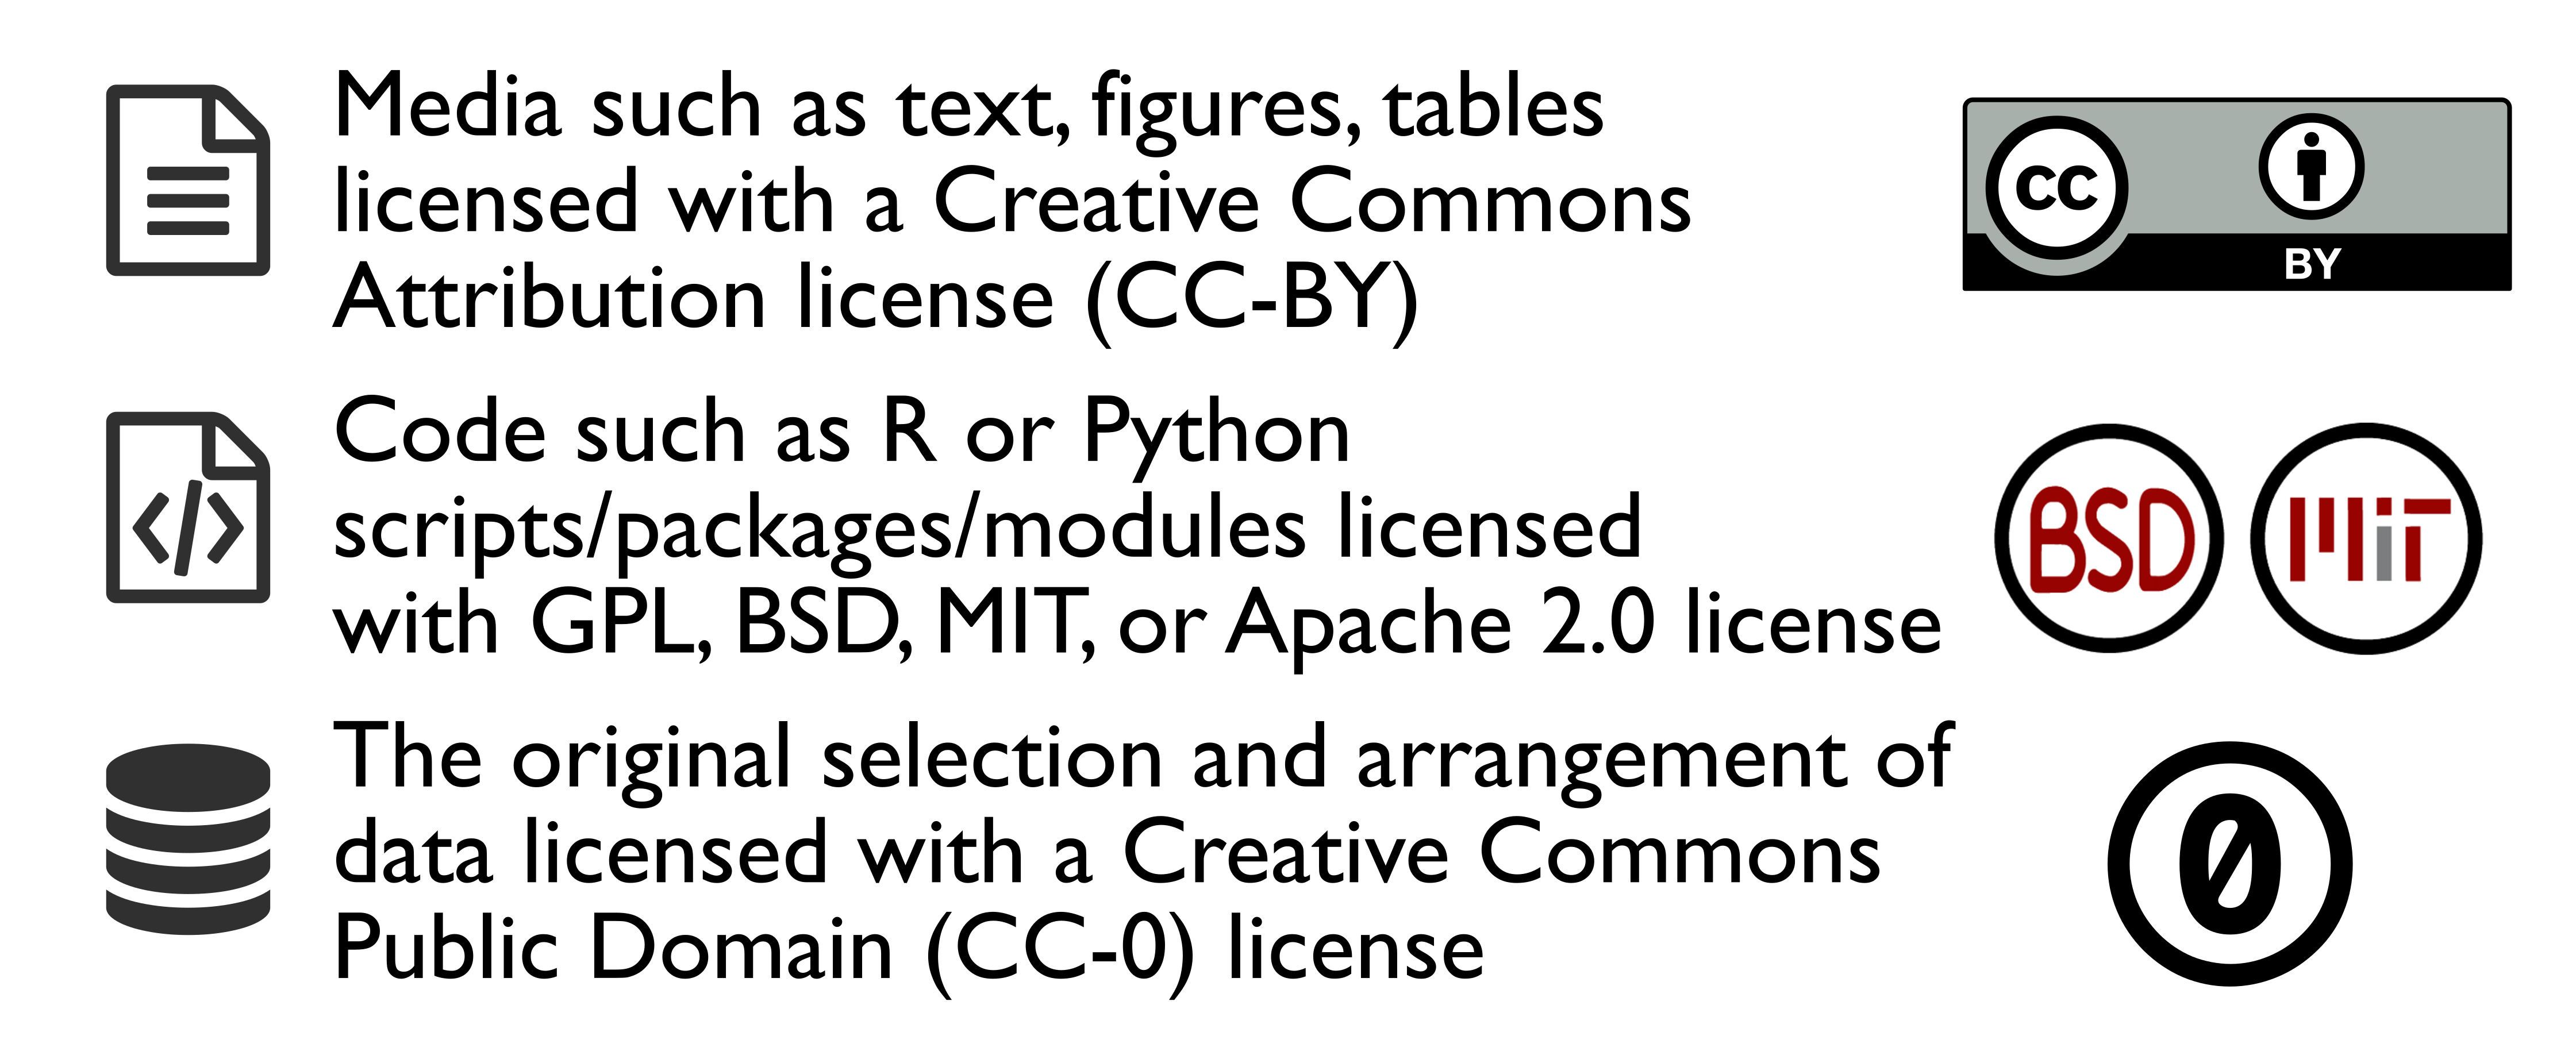 Media such as text, figures, tables
licensed with a Creative Commons
Attribution license (CC-BY)
CC
BY
Code such as R or Python
scripts/packages/modules licensed
with GPL, BSD, MIT, or Apache 2.0 license
BSD
MiT
The original selection and arrangement of
data licensed with a Creative Commons
Public Domain (CC-0) license
0